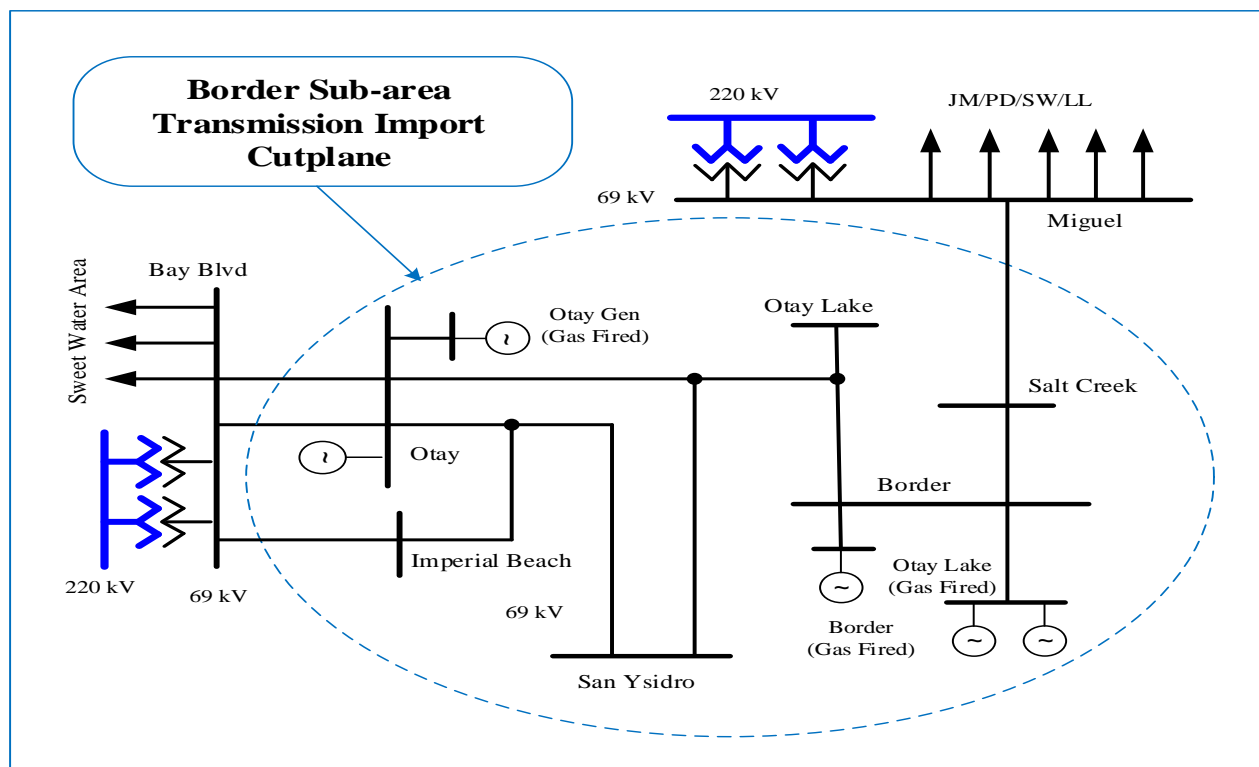 Border Sub-area
Transmission Import
Cutplane
220 kV
JM/PD/SW/LL
69 kV
Miguel
Bay Blvd
Sweet Water Area
Otay Gen
(Gas Fired)
Otay Lake
Salt Creek
Otay
Border
Imperial Beach
220 kV
69 kV
69 kV
Otay Lake
(Gas Fired)
Border
(Gas Fired)
San Ysidro
~
~
~
~
~